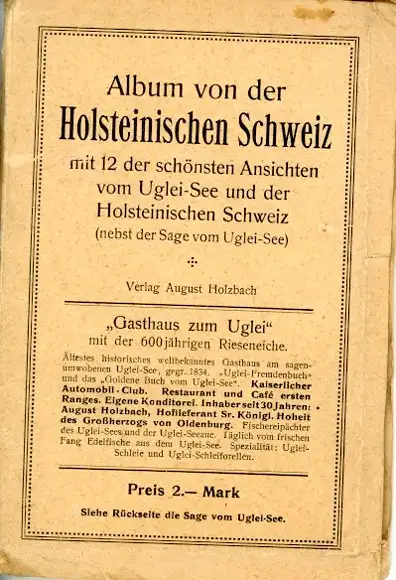 Album von der
Holsteinischen Schweiz
mit 12 der schönsten Ansichten
vom Uglei-See und der
Holsteinischen Schweiz
(nebst der Sage vom Uglei-See)
Verlag August Holzbach
„Gasthaus zum Uglei“
mit der 600jährigen Rieseneiche.
Ältestes historisches weltbekanntes Gasthaus am sagen-
umwobenen Uglei-See, gegr. 1834. „Uglei-Fremdenbuch“
und das „Goldene Buch vom Uglei-See“. Kaiserlicher
Automobil-Club. Restaurant und Café ersten
Ranges. Eigene Konditorei. Inhaber seit 30 Jahren:
August Holzbach, Hoflieferant Sr. Königl. Hoheit
des Großherzogs von Oldenburg. Fischereipächter
des Uglei-Sees und der Uglei-Seeaue. Täglich vom frischen
Fang Edelfische aus dem Uglei-See. Spezialität: Uglei-
Schleie und Uglei-Schleiforellen.
Preis 2.— Mark
Siehe Rückseite die Sage vom Uglei-See.